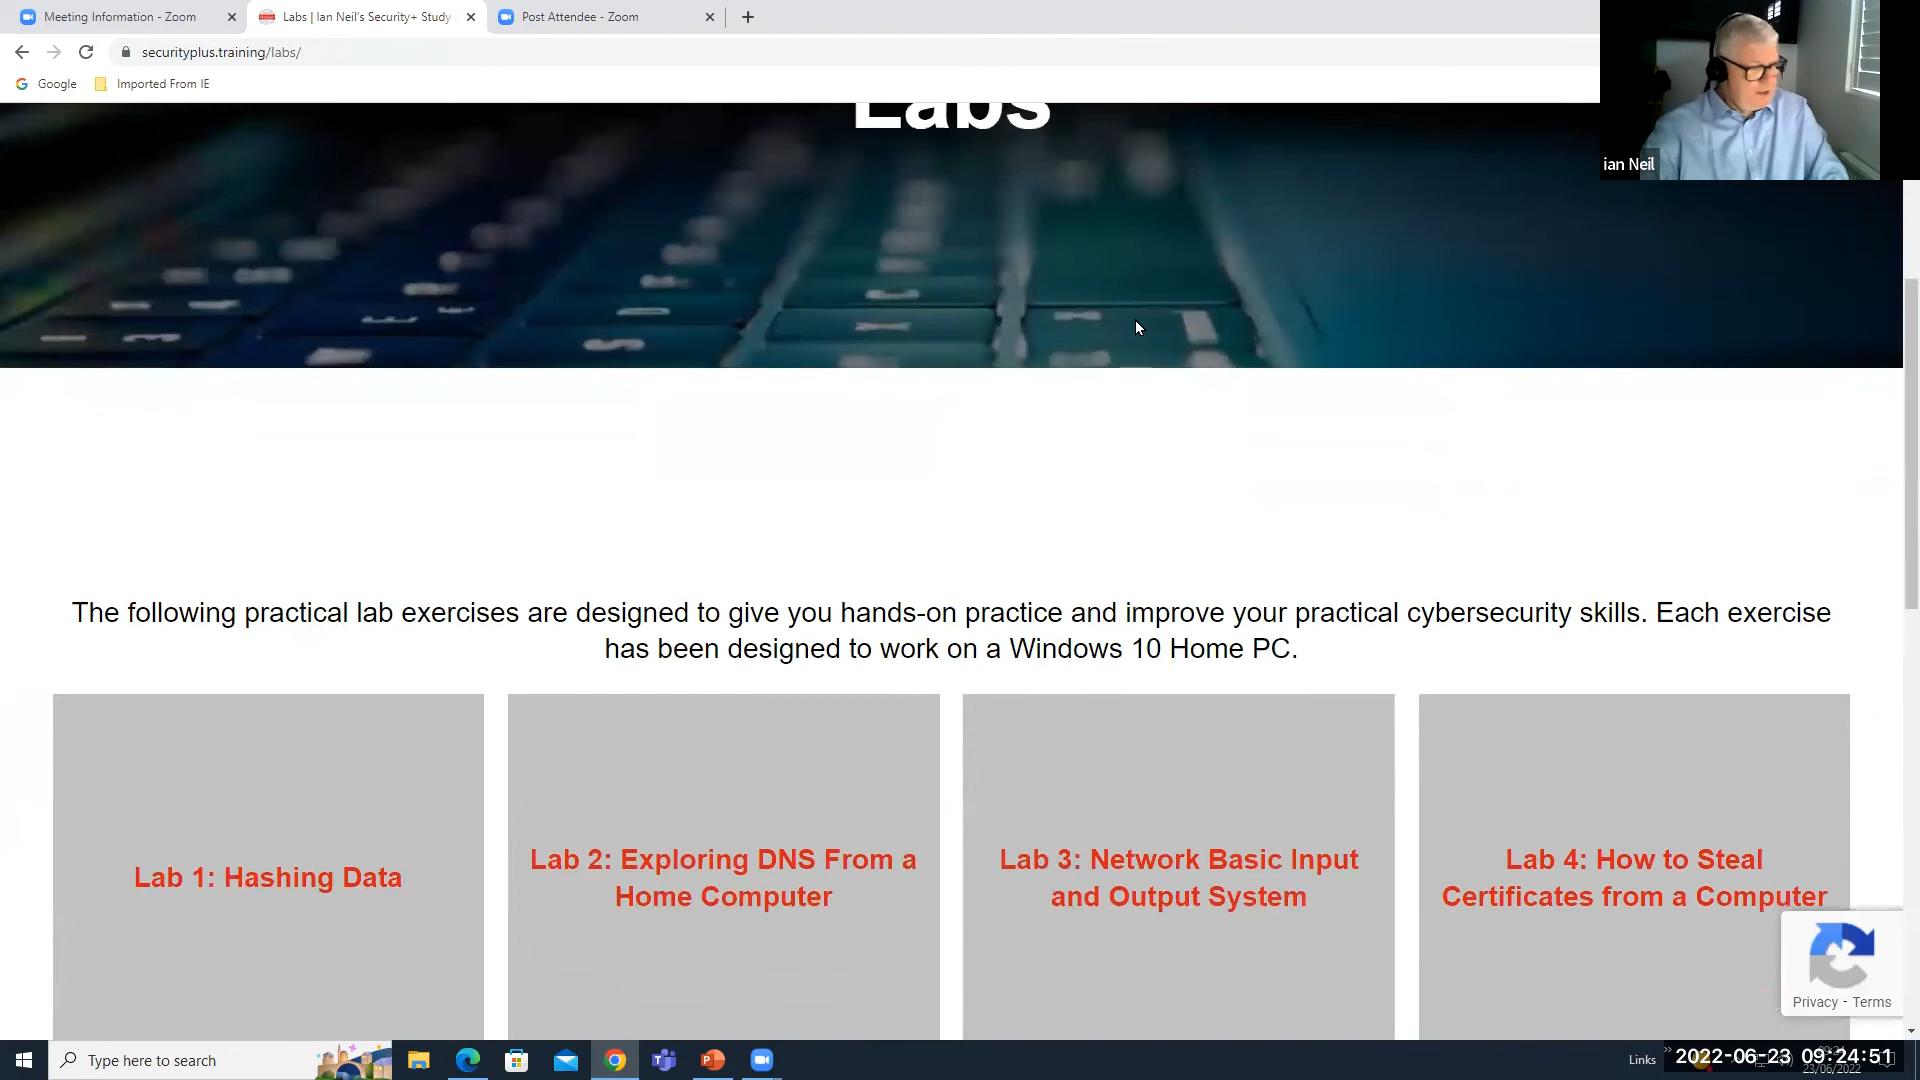 Meeting Information - Zoom
Labs | Ian Neil's Security+ Study
Post Attendee - Zoom
securityplus.training/labs/
Google
Imported From IE
ian Neil
Labs
The following practical lab exercises are designed to give you hands-on practice and improve your practical cybersecurity skills. Each exercise
has been designed to work on a Windows 10 Home PC.
Lab 1: Hashing Data
Lab 2: Exploring DNS From a
Home Computer
Lab 3: Network Basic Input
and Output System
Lab 4: How to Steal
Certificates from a Computer
Privacy - Terms
Type here to search
Links
2022-06-23 09:24:51
23/06/2022